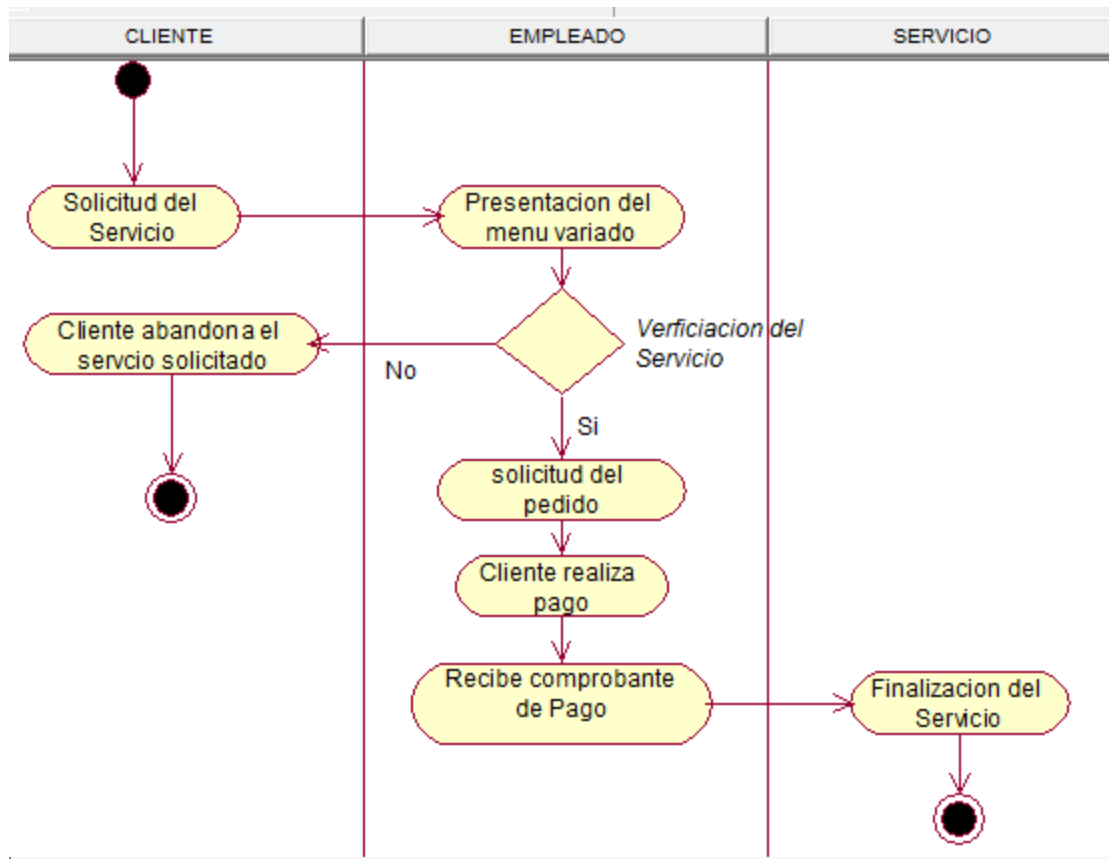 CLIENTE
EMPLEADO
SERVICIO
Solicitud del
Servicio
Presentacion del
menu variado
Cliente abandona el
servcio solicitado
No
Verficiacion del
Servicio
Si
solicitud del
pedido
Cliente realiza
pago
Recibe comprobante
de Pago
Finalizacion del
Servicio